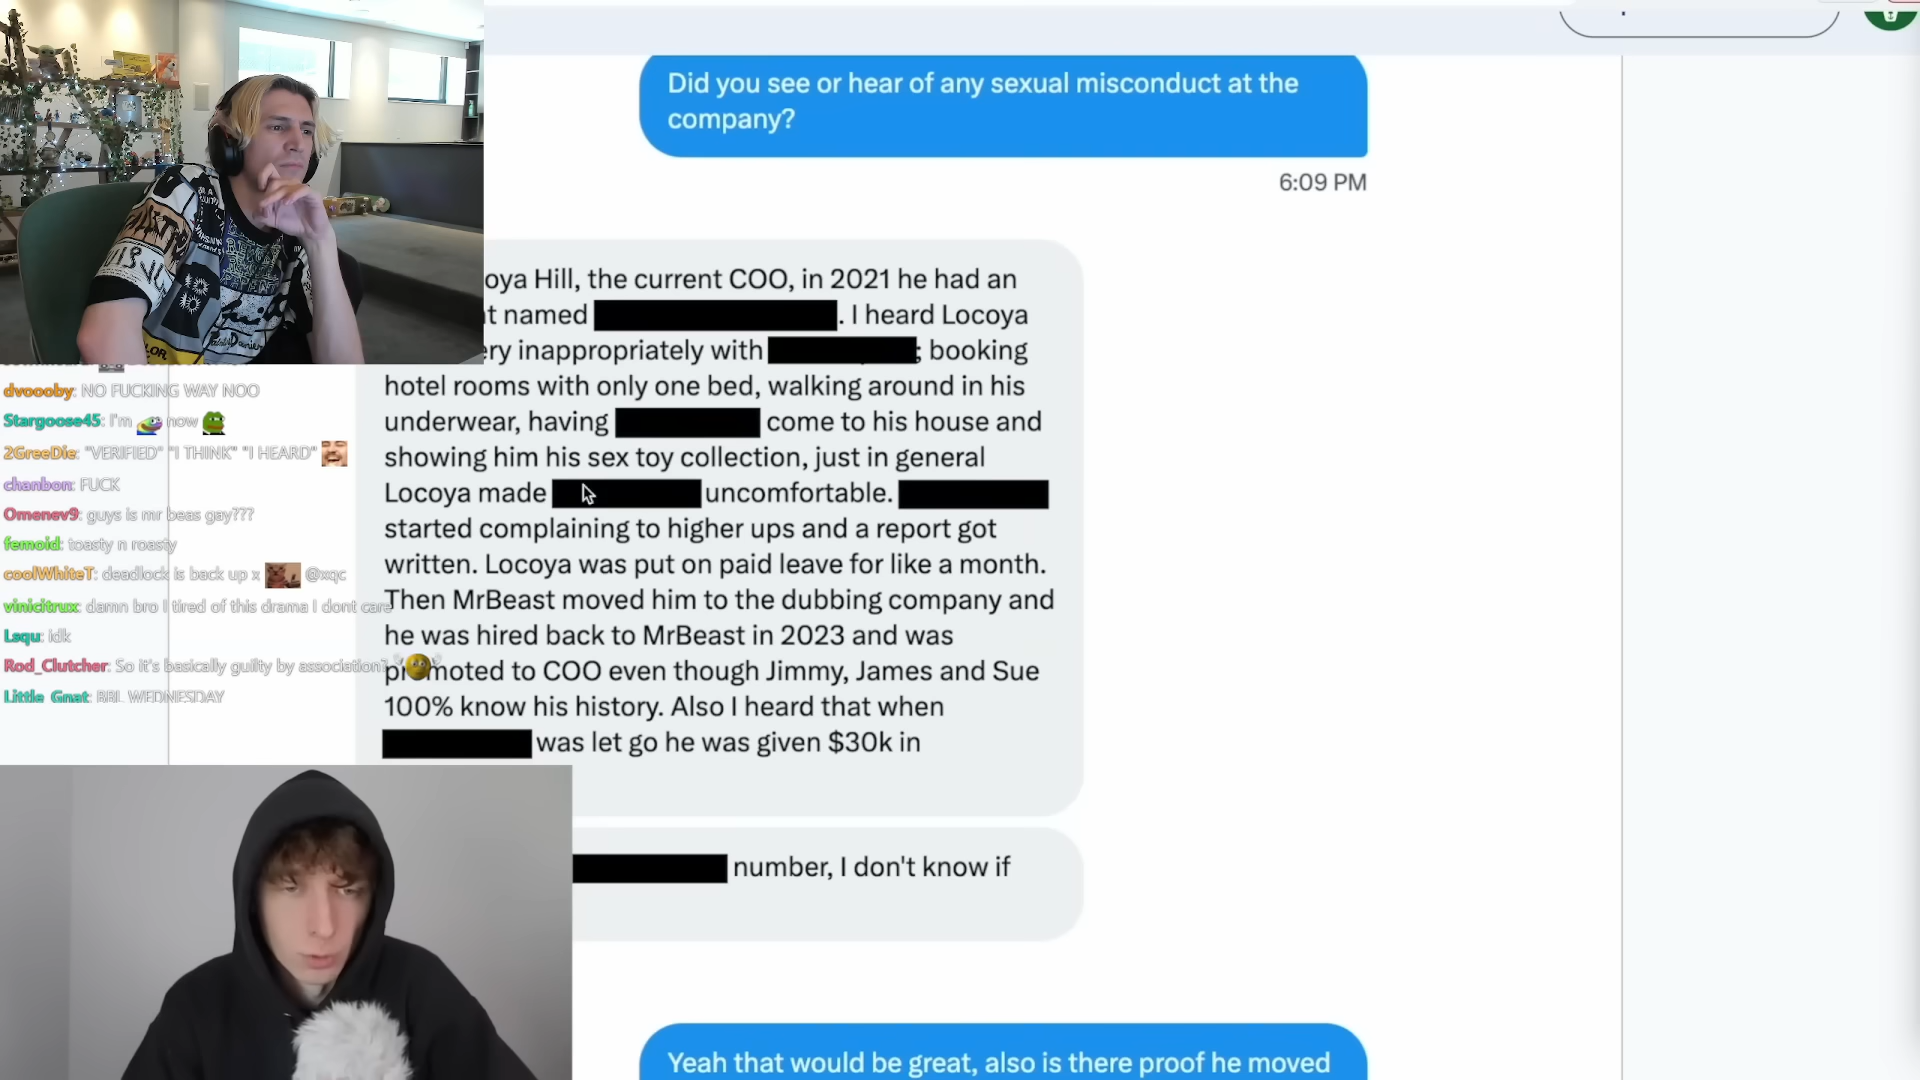 Did you see or hear of any sexual misconduct at the
company?
6:09 PM
oya Hill, the current COO, in 2021 he had an
t named . I heard Locoya
ery inappropriately with ; booking
hotel rooms with only one bed, walking around in his
underwear, having come to his house and
showing him his sex toy collection, just in general
Locoya made uncomfortable.
started complaining to higher ups and a report got
written. Locoya was put on paid leave for like a month.
Then MrBeast moved him to the dubbing company and
he was hired back to MrBeast in 2023 and was
promoted to COO even though Jimmy, James and Sue
100% know his history. Also I heard that when
was let go he was given $30k in
number, I don't know if
Yeah that would be great, also is there proof he moved
dvoooby: NO FUCKING WAY NOO
Stargoose45: I'm now
2GreeDie: "VERIFIED" "I THINK" "I HEARD"
chanbon: FUCK
Omenev9: guys is mr beas gay???
femoid: toasty n roasty
coolWhiteT: deadlock is back up x @xqc
vinicitrux: damn bro I tired of this drama I dont care
Lsqu: idk
Rod_Clutcher: So it's basically guilty by association?
Little_Gnat: BBL WEDNESDAY